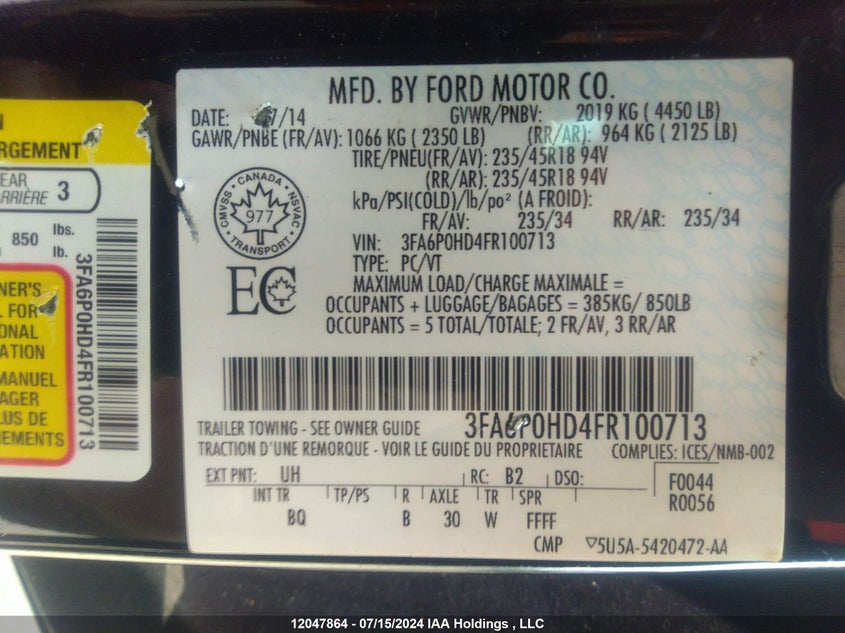 N
RGEMENT
EAR
ARRIÈRE 3
850 lbs.
lb.
NER'S
L FOR
ONAL
ATION
MANUEL
AGER
LUS DE
NEMENTS
3FA6P0HD4FR100713
MFD. BY FORD MOTOR CO.
DATE: 7/14 GVWR/PNBV: 2019 KG ( 4450 LB)
GAWR/PNBE (FR/AV): 1066 KG ( 2350 LB) (RR/AR): 964 KG ( 2125 LB)
TIRE/PNEU(FR/AV): 235/45R18 94V
(RR/AR): 235/45R18 94V
kPa/PSI(COLD)/lb/po² (A FROID):
FR/AV: 235/34 RR/AR: 235/34
VIN: 3FA6P0HD4FR100713
TYPE: PC/VT
MAXIMUM LOAD/CHARGE MAXIMALE =
OCCUPANTS + LUGGAGE/BAGAGES = 385KG/ 850LB
OCCUPANTS = 5 TOTAL/TOTALE; 2 FR/AV, 3 RR/AR
CANADA
CMVSS NSVAC
977
TRANSPORT
EC
TRAILER TOWING - SEE OWNER GUIDE 3FA6P0HD4FR100713
TRACTION D'UNE REMORQUE - VOIR LE GUIDE DU PROPRIETAIRE COMPLIES: ICES/NMB-002
EXT PNT: UH RC: B2 DSO: F0044
R0056
INT TR TP/PS R AXLE TR SPR
BQ B 30 W FFFF
CMP ▽5U5A-5420472-AA
12047864 - 07/15/2024 IAA Holdings , LLC